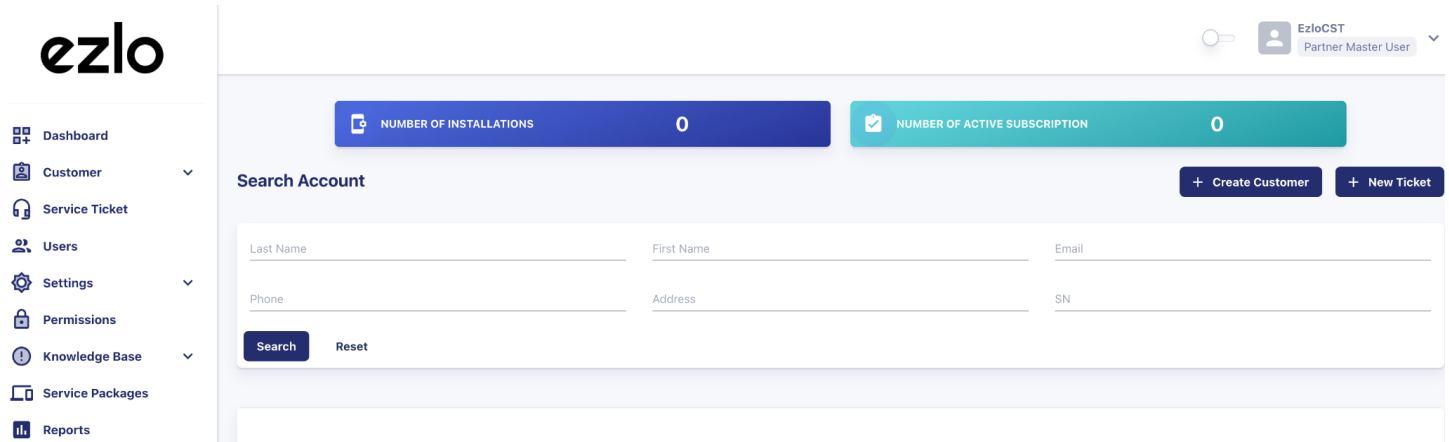 ezlo
EzloCST
Partner Master User
Dashboard
Customer
Service Ticket
Users
Settings
Permissions
Knowledge Base
Service Packages
Reports
NUMBER OF INSTALLATIONS 0
NUMBER OF ACTIVE SUBSCRIPTION 0
Search Account
+ Create Customer
+ New Ticket
Last Name
First Name
Email
Phone
Address
SN
Search
Reset